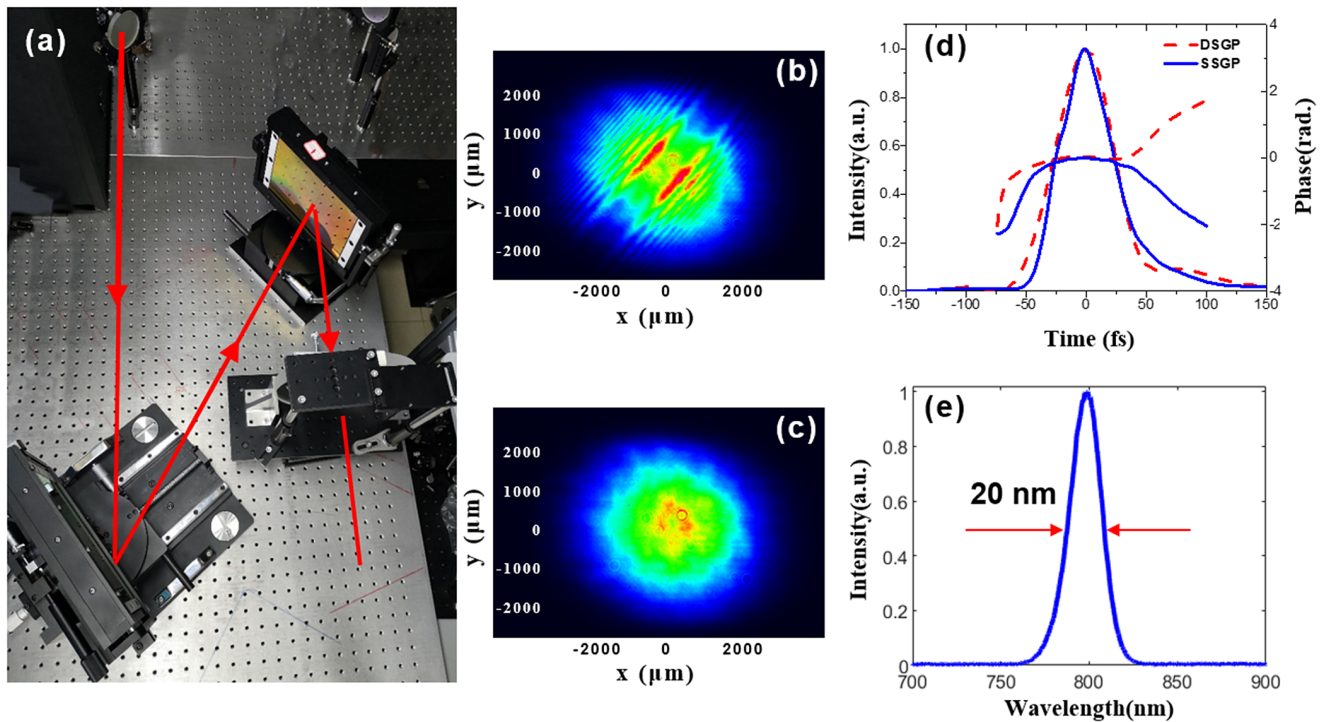 (a)
(b)
y (μm)
2000
1000
0
-1000
-2000
-2000 0 2000
x (μm)
(c)
y (μm)
2000
1000
0
-1000
-2000
-2000 0 2000
x (μm)
(d)
DSGP
SSGP
Intensity(a.u.)
1.0
0.8
0.6
0.4
0.2
0.0
Phase(rad.)
4
2
0
-2
-4
-150 -100 -50 0 50 100 150
Time (fs)
(e)
20 nm
Intensity(a.u.)
1
0.8
0.6
0.4
0.2
0
700 750 800 850 900
Wavelength(nm)